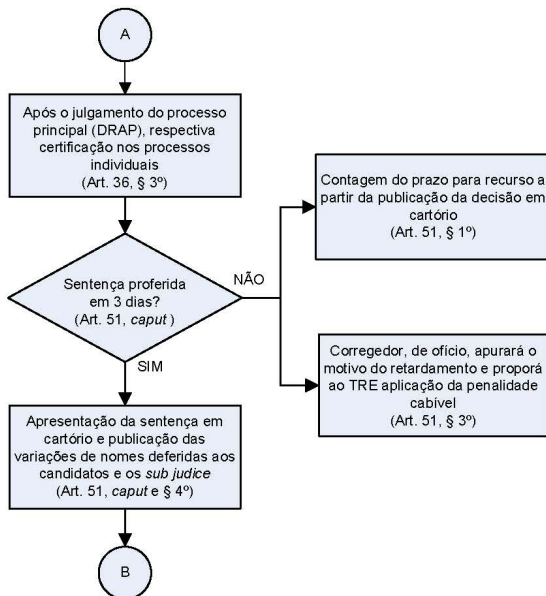 A
Após o julgamento do processo
principal (DRAP), respectiva
certificação nos processos
individuais
(Art. 36, § 3º)
Sentença proferida
em 3 dias?
(Art. 51, caput )
NÃO
SIM
Contagem do prazo para recurso a
partir da publicação da decisão em
cartório
(Art. 51, § 1º)
Corregedor, de ofício, apurará o
motivo do retardamento e proporá
ao TRE aplicação da penalidade
cabível
(Art. 51, § 3º)
Apresentação da sentença em
cartório e publicação das
variações de nomes deferidas aos
candidatos e os sub judice
(Art. 51, caput e § 4º)
B